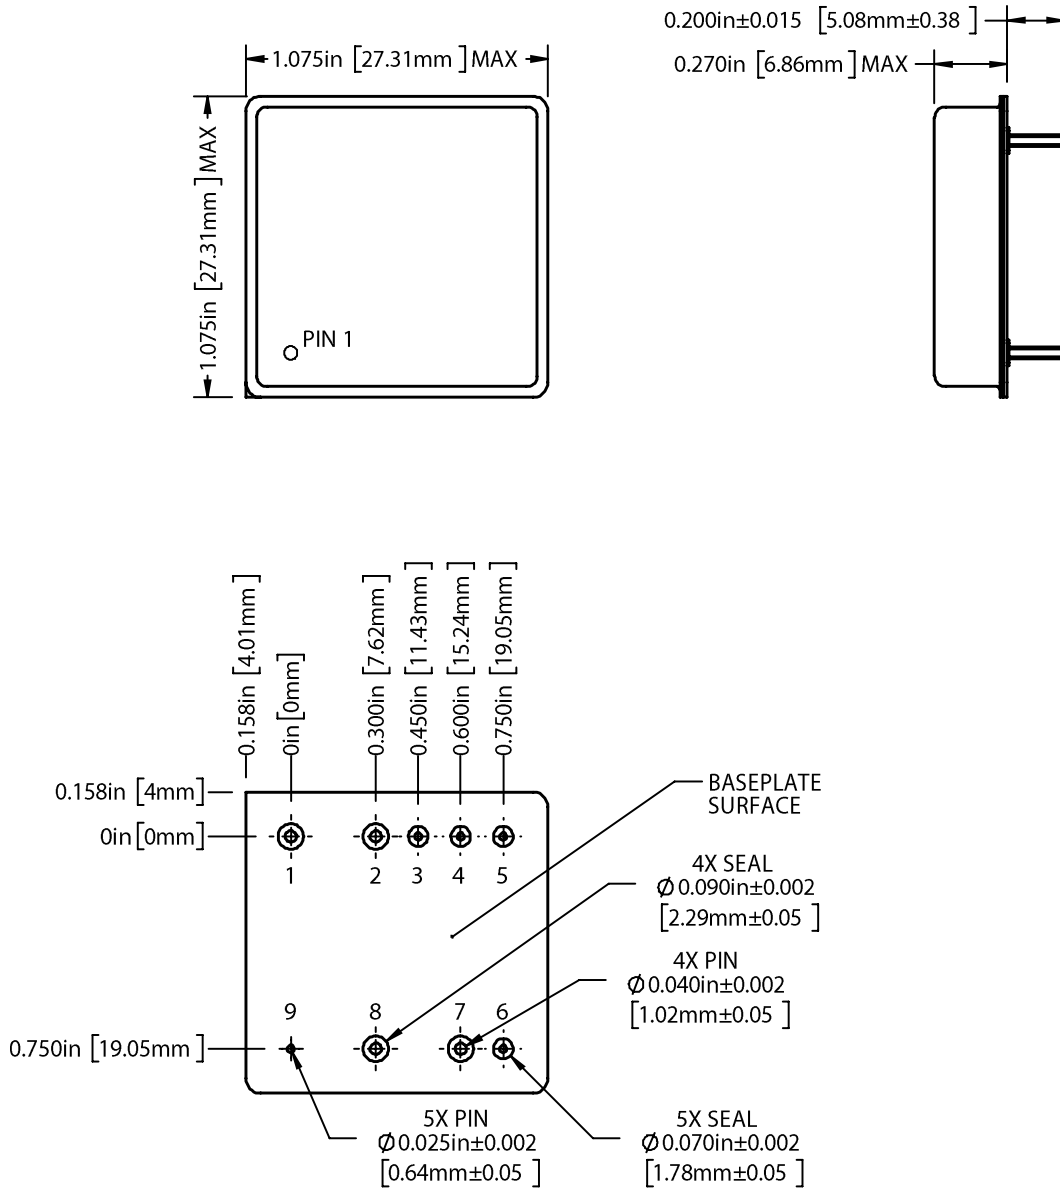 0.200in±0.015 [5.08mm±0.38
1.075in [27.31mm ] MAX
0.270in [6.86mm ] MAX
1.075in [27.31mm ] MAX
PIN 1
0.158in [4.01mm]
0in [0mm]
0.300in [7.62mm]
0.450in [11.43mm]
0.600in [15.24mm]
0.750in [19.05mm]
0.158in [4mm]
0in [0mm]
BASEPLATE
SURFACE
1 2 3 4 5
4X SEAL
Ø 0.090in±0.002
[2.29mm±0.05 ]
4X PIN
Ø 0.040in±0.002
[1.02mm±0.05 ]
9 8 7 6
0.750in [19.05mm ]
5X PIN
Ø 0.025in±0.002
[0.64mm±0.05 ]
5X SEAL
Ø 0.070in±0.002
[1.78mm±0.05 ]